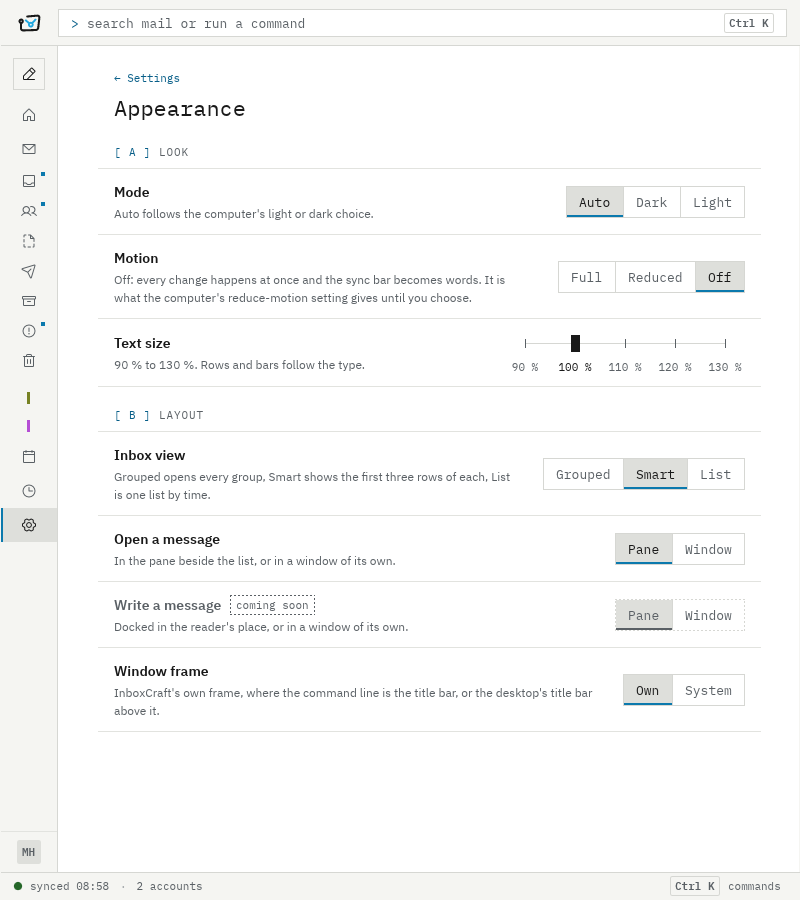 > search mail or run a command
Ctrl K
← Settings
Appearance
[ A ] LOOK
Mode
Auto follows the computer's light or dark choice.
Auto Dark Light
Motion
Off: every change happens at once and the sync bar becomes words. It is
what the computer's reduce-motion setting gives until you choose.
Full Reduced Off
Text size
90 % to 130 %. Rows and bars follow the type.
90 % 100 % 110 % 120 % 130 %
[ B ] LAYOUT
Inbox view
Grouped opens every group, Smart shows the first three rows of each, List
is one list by time.
Grouped Smart List
Open a message
In the pane beside the list, or in a window of its own.
Pane Window
Write a message coming soon
Docked in the reader's place, or in a window of its own.
Pane Window
Window frame
InboxCraft's own frame, where the command line is the title bar, or the desktop's title bar
above it.
Own System
MH
synced 08:58 · 2 accounts
Ctrl K commands